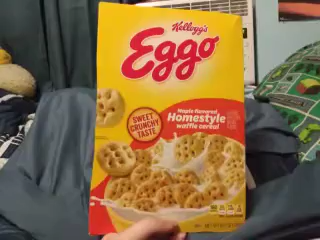 Kellogg's
Eggo
SWEET
CRUNCHY
TASTE
Maple flavored
Homestyle
waffle cereal